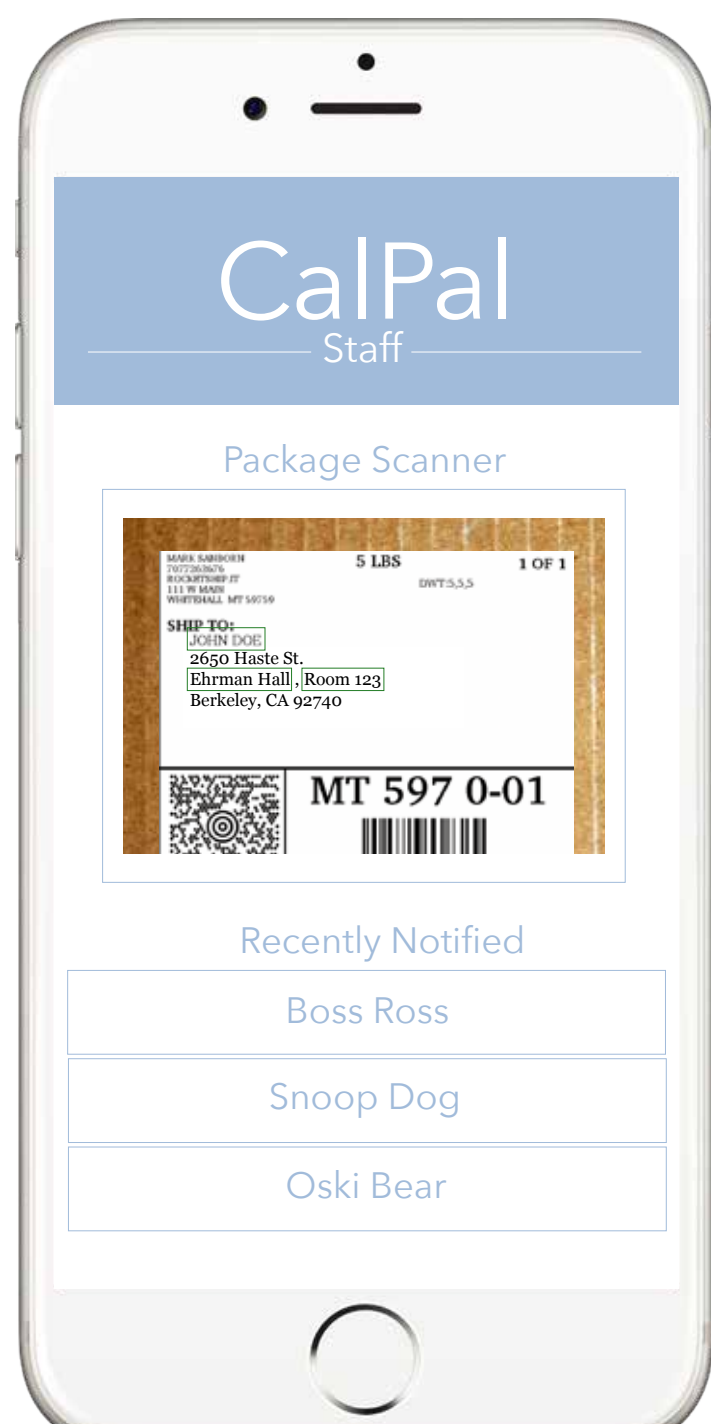 CalPal
Staff
Package Scanner
MARK SANBORN
7077263676
ROCKETSHIP IT
111 W MAIN
WHITEHALL MT 59759
5 LBS
1 OF 1
DWT:5,5,5
SHIP TO:
JOHN DOE
2650 Haste St.
Ehrman Hall, Room 123
Berkeley, CA 92740
MT 597 0-01
Recently Notified
Boss Ross
Snoop Dog
Oski Bear